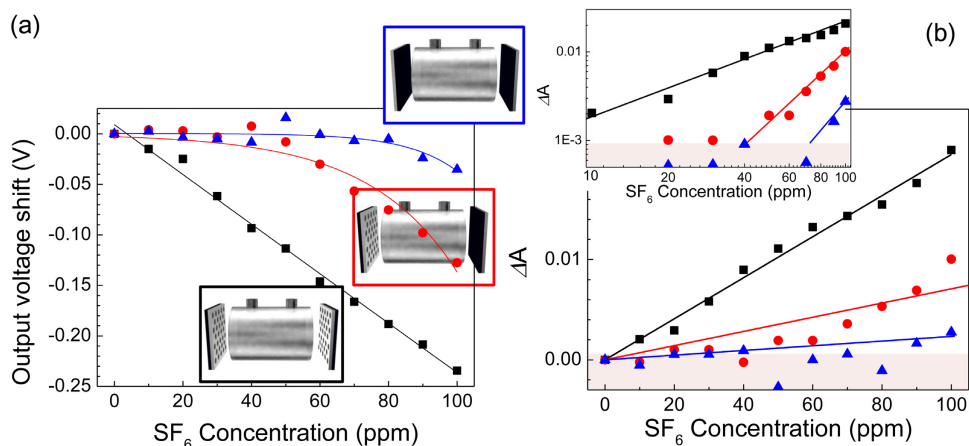 (a)
0.00
-0.05
-0.10
-0.15
-0.20
-0.25
Output voltage shift (V)
0 20 40 60 80 100
SF6 Concentration (ppm)
(b)
0.01
1E-3
ΔA
10 20 30 40 50 60 70 80 90 100
SF6 Concentration (ppm)
0.01
0.00
ΔA
0 20 40 60 80 100
SF6 Concentration (ppm)